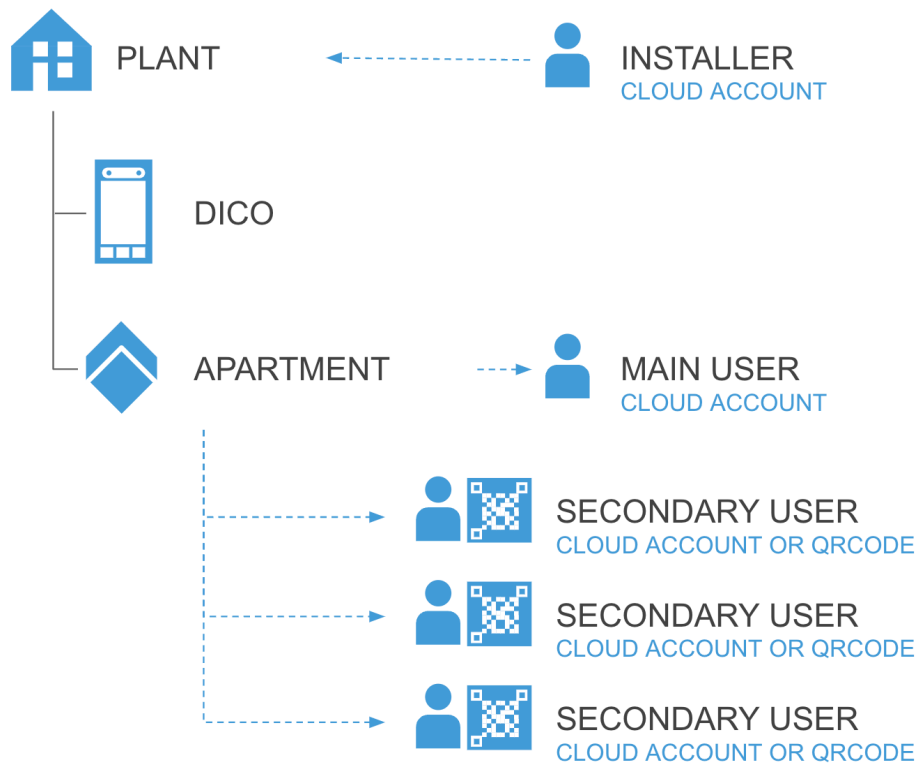 PLANT
INSTALLER
CLOUD ACCOUNT
DICO
APARTMENT
MAIN USER
CLOUD ACCOUNT
SECONDARY USER
CLOUD ACCOUNT OR QRCODE
SECONDARY USER
CLOUD ACCOUNT OR QRCODE
SECONDARY USER
CLOUD ACCOUNT OR QRCODE